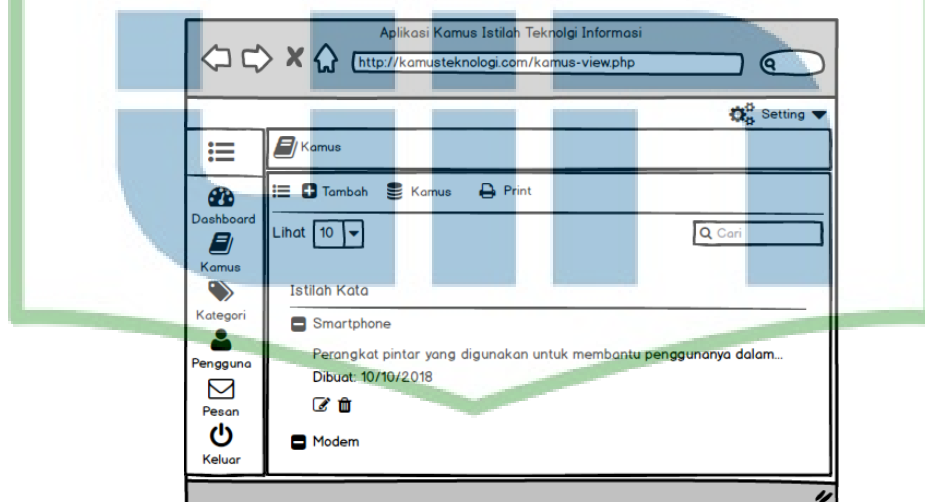 Aplikasi Kamus Istilah Teknolgi Informasi
http://kamusteknologi.com/kamus-view.php
Setting
Kamus
Tambah Kamus Print
Dashboard
Lihat 10 Cari
Kamus
Istilah Kata
Kategori
Smartphone
Pengguna
Perangkat pintar yang digunakan untuk membantu penggunanya dalam...
Dibuat: 10/10/2018
Pesan
Modem
Keluar